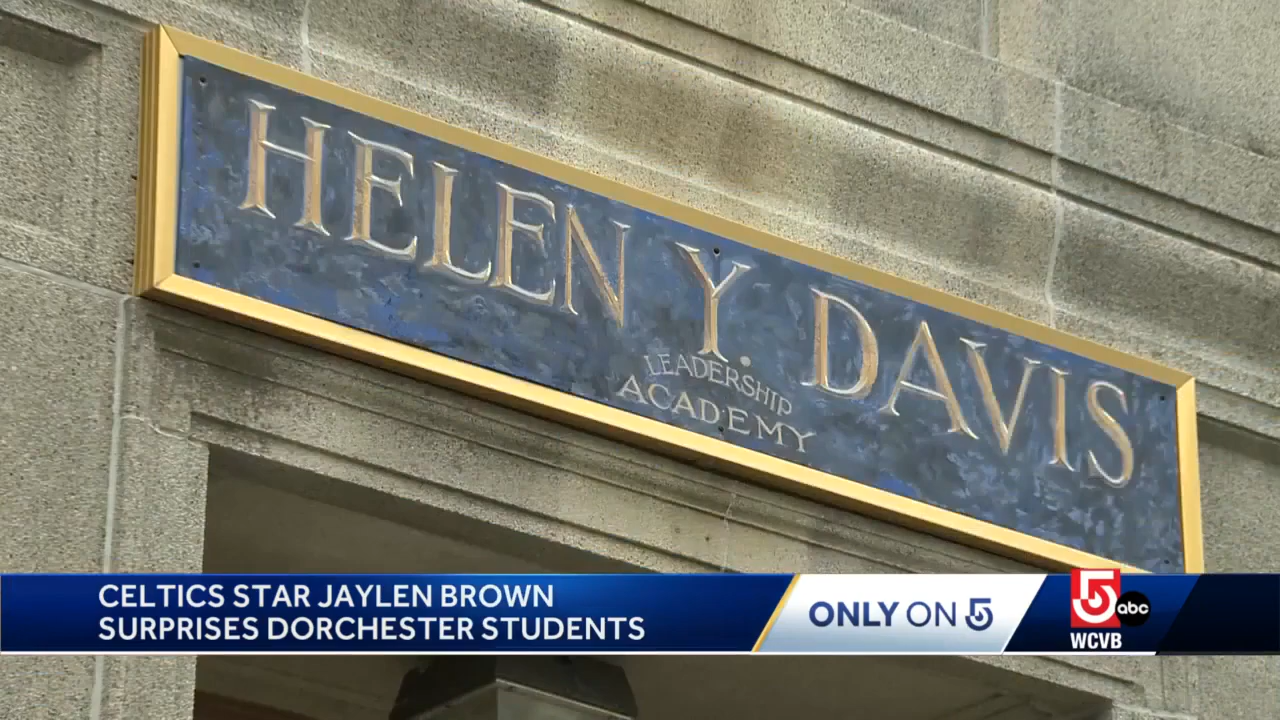 HELEN Y. DAVIS
LEADERSHIP
ACADEMY
CELTICS STAR JAYLEN BROWN
SURPRISES DORCHESTER STUDENTS
ONLY ON 5
5 abc
WCVB